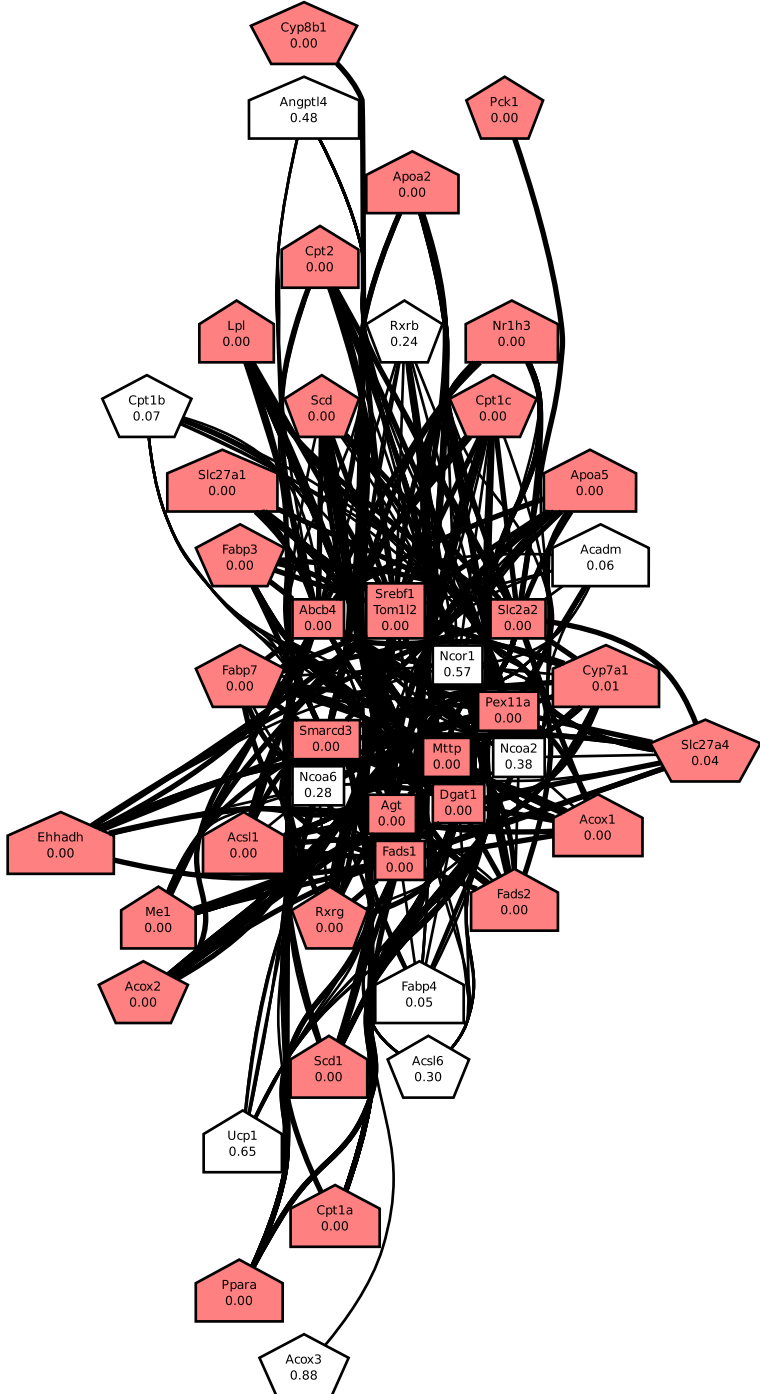 Cyp8b1
0.00
Angptl4
0.48
Pck1
0.00
Apoa2
0.00
Cpt2
0.00
Lpl
0.00
Rxrb
0.24
Nr1h3
0.00
Cpt1b
0.07
Scd
0.00
Cpt1c
0.00
Slc27a1
0.00
Apoa5
0.00
Fabp3
0.00
Acadm
0.06
Abcb4
0.00
Srebf1
Tom1l2
0.00
Slc2a2
0.00
Ncor1
0.57
Fabp7
0.00
Cyp7a1
0.01
Pex11a
0.00
Smarcd3
0.00
Mttp
0.00
Ncoa2
0.38
Slc27a4
0.04
Ncoa6
0.28
Agt
0.00
Dgat1
0.00
Acox1
0.00
Ehhadh
0.00
Acsl1
0.00
Fads1
0.00
Fads2
0.00
Me1
0.00
Rxrg
0.00
Acox2
0.00
Fabp4
0.05
Scd1
0.00
Acsl6
0.30
Ucp1
0.65
Cpt1a
0.00
Ppara
0.00
Acox3
0.88